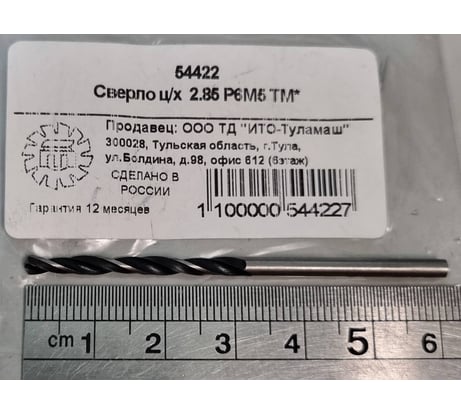 54422
Сверло ц/х 2.85 Р6М5 ТМ*
Продавец: ООО ТД "ИТО-Туламаш"
300028, Тульская область, г.Тула,
ул.Болдина, д.98, офис 612 (6этаж)
СДЕЛАНО В
РОССИИ
Гарантия 12 месяцев
1 100000 544227
cm 1 2 3 4 5 6